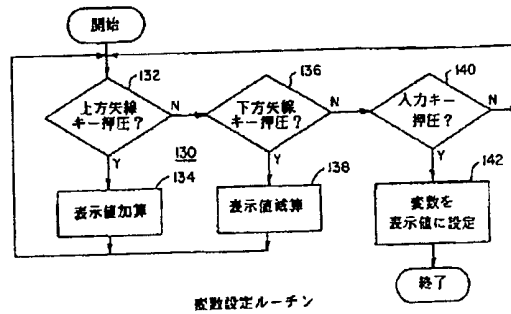 開始
132
上方矢線
キー押圧?
N
Y
136
下方矢線
キー押圧?
N
Y
140
入力キー
押圧?
N
Y
130
134
表示値加算
138
表示値減算
142
変数を
表示値に設定
終了
変数設定ルーチン